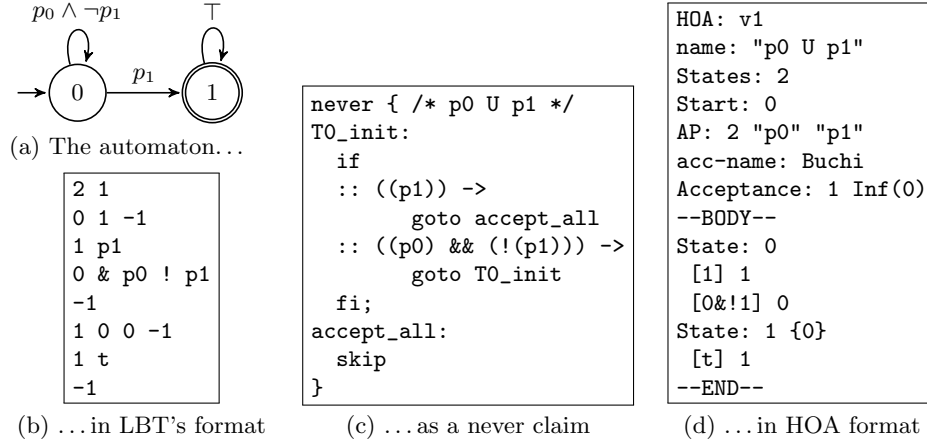 p0 ∧ ¬p1
⊤
0
p1
1
(a) The automaton...
2 1
0 1 -1
1 p1
0 & p0 ! p1
-1
1 0 0 -1
1 t
-1
(b) ...in LBT's format
never { /* p0 U p1 */
T0_init:
  if
  :: ((p1)) ->
        goto accept_all
  :: ((p0) && (!(p1))) ->
        goto T0_init
  fi;
accept_all:
  skip
}
(c) ...as a never claim
HOA: v1
name: "p0 U p1"
States: 2
Start: 0
AP: 2 "p0" "p1"
acc-name: Buchi
Acceptance: 1 Inf(0)
--BODY--
State: 0
 [1] 1
 [0&!1] 0
State: 1 {0}
 [t] 1
--END--
(d) ...in HOA format